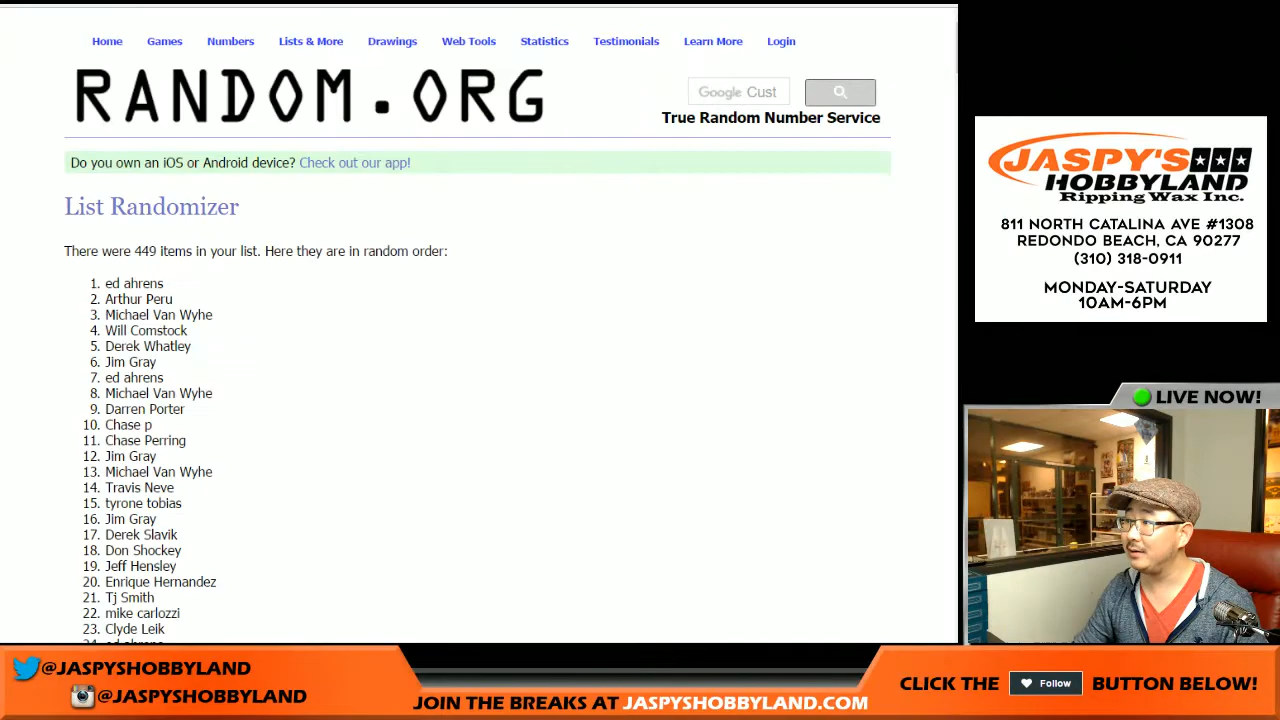 Home Games Numbers Lists & More Drawings Web Tools Statistics Testimonials Learn More Login
RANDOM.ORG
Google Cust
True Random Number Service
Do you own an iOS or Android device? Check out our app!
List Randomizer
There were 449 items in your list. Here they are in random order:
1. ed ahrens
2. Arthur Peru
3. Michael Van Wyhe
4. Will Comstock
5. Derek Whatley
6. Jim Gray
7. ed ahrens
8. Michael Van Wyhe
9. Darren Porter
10. Chase p
11. Chase Perring
12. Jim Gray
13. Michael Van Wyhe
14. Travis Neve
15. tyrone tobias
16. Jim Gray
17. Derek Slavik
18. Don Shockey
19. Jeff Hensley
20. Enrique Hernandez
21. Tj Smith
22. mike carlozzi
23. Clyde Leik
24. ed ahrens
JASPY'S
HOBBYLAND
Ripping Wax Inc.
811 NORTH CATALINA AVE #1308
REDONDO BEACH, CA 90277
(310) 318-0911
MONDAY-SATURDAY
10AM-6PM
LIVE NOW!
@JASPYSHOBBYLAND
@JASPYSHOBBYLAND
JOIN THE BREAKS AT JASPYSHOBBYLAND.COM
CLICK THE Follow BUTTON BELOW!